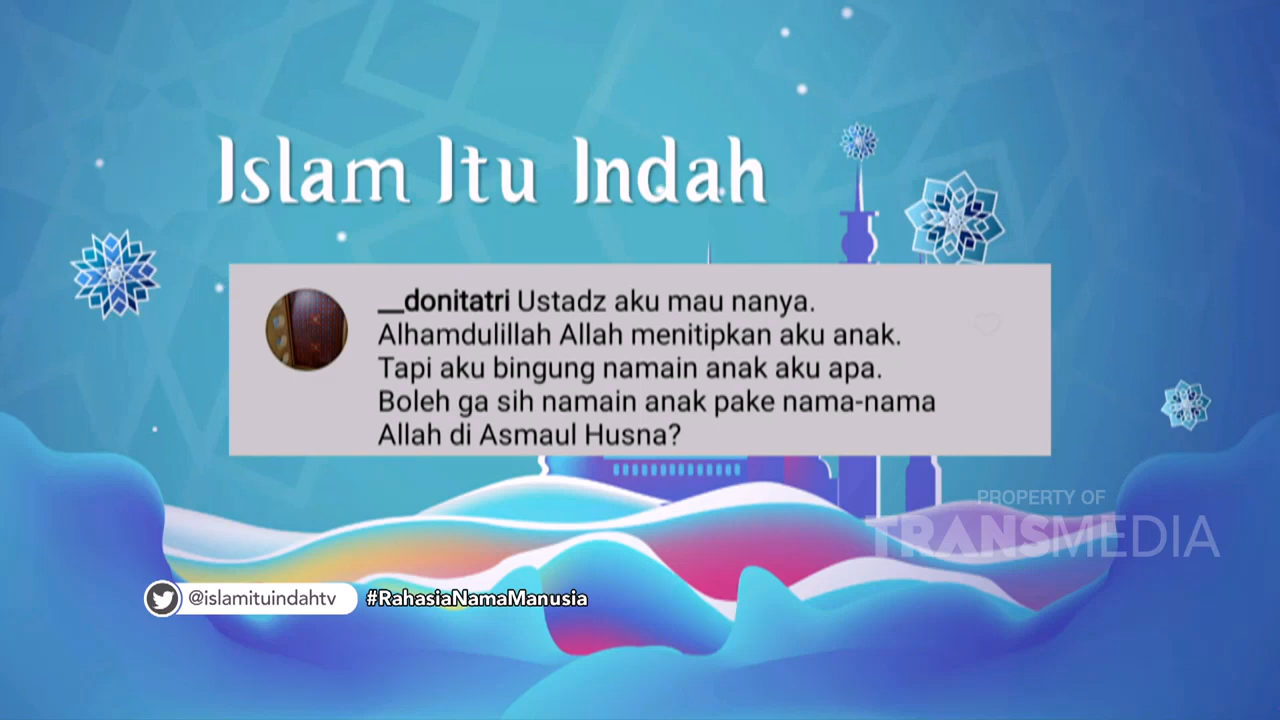 Islam Itu Indah
__donitatri Ustadz aku mau nanya.
Alhamdulillah Allah menitipkan aku anak.
Tapi aku bingung namain anak aku apa.
Boleh ga sih namain anak pake nama-nama
Allah di Asmaul Husna?
PROPERTY OF
TRANSMEDIA
@islamituindahtv #RahasiaNamaManusia